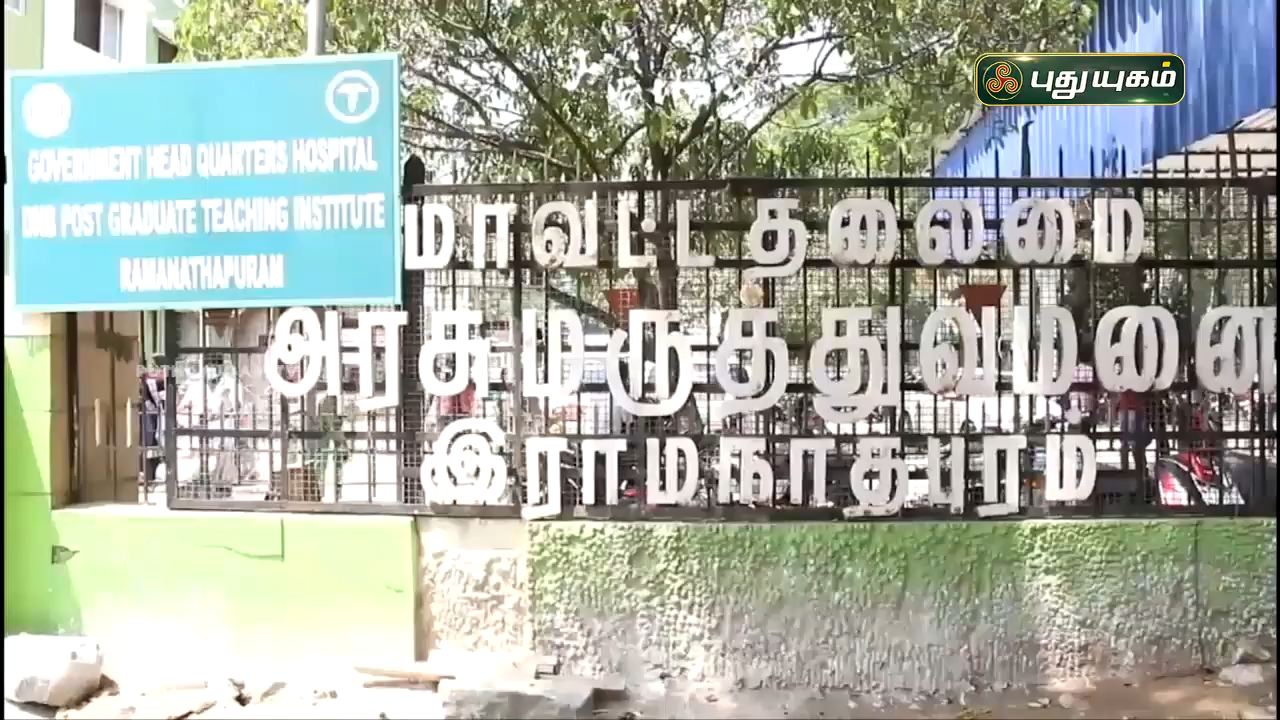 புதுயுகம்
GOVERNMENT HEAD QUARTERS HOSPITAL
DNB POST GRADUATE TEACHING INSTITUTE
RAMANATHAPURAM
மாவட்ட தலைமை
அரசு மருத்துவமனை
இராமநாதபுரம்